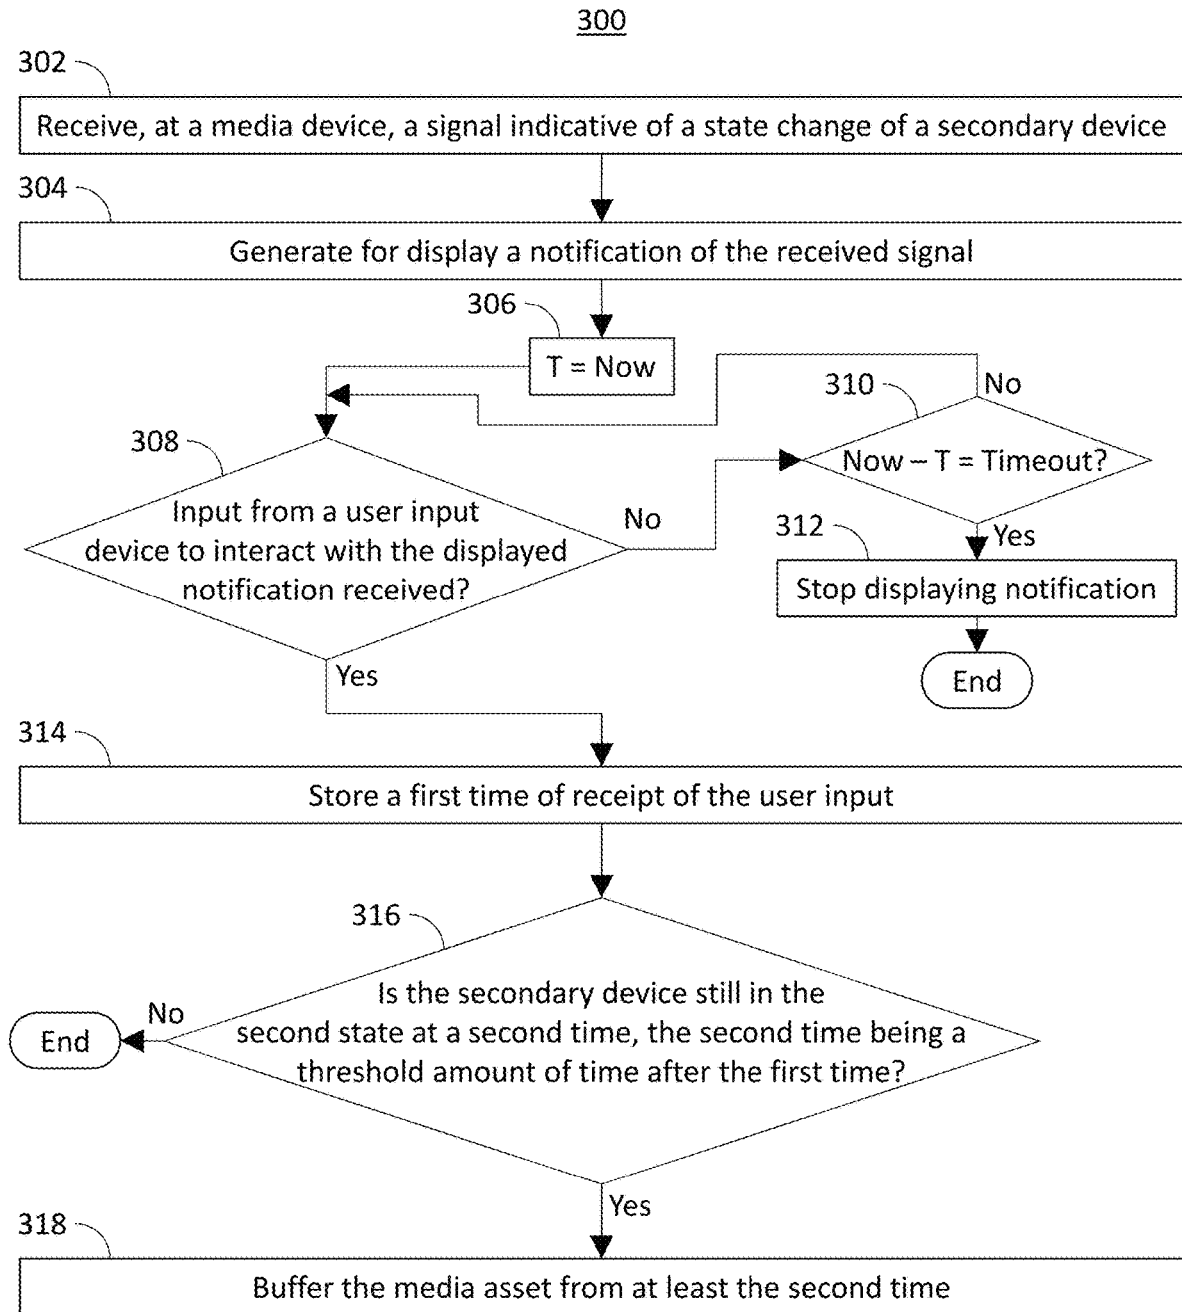 300
302
Receive, at a media device, a signal indicative of a state change of a secondary device
304
Generate for display a notification of the received signal
306
T = Now
310
No
Now – T = Timeout?
308
Input from a user input
device to interact with the displayed
notification received?
No
Yes
312
Stop displaying notification
End
Yes
314
Store a first time of receipt of the user input
316
Is the secondary device still in the
second state at a second time, the second time being a
threshold amount of time after the first time?
No
End
Yes
318
Buffer the media asset from at least the second time